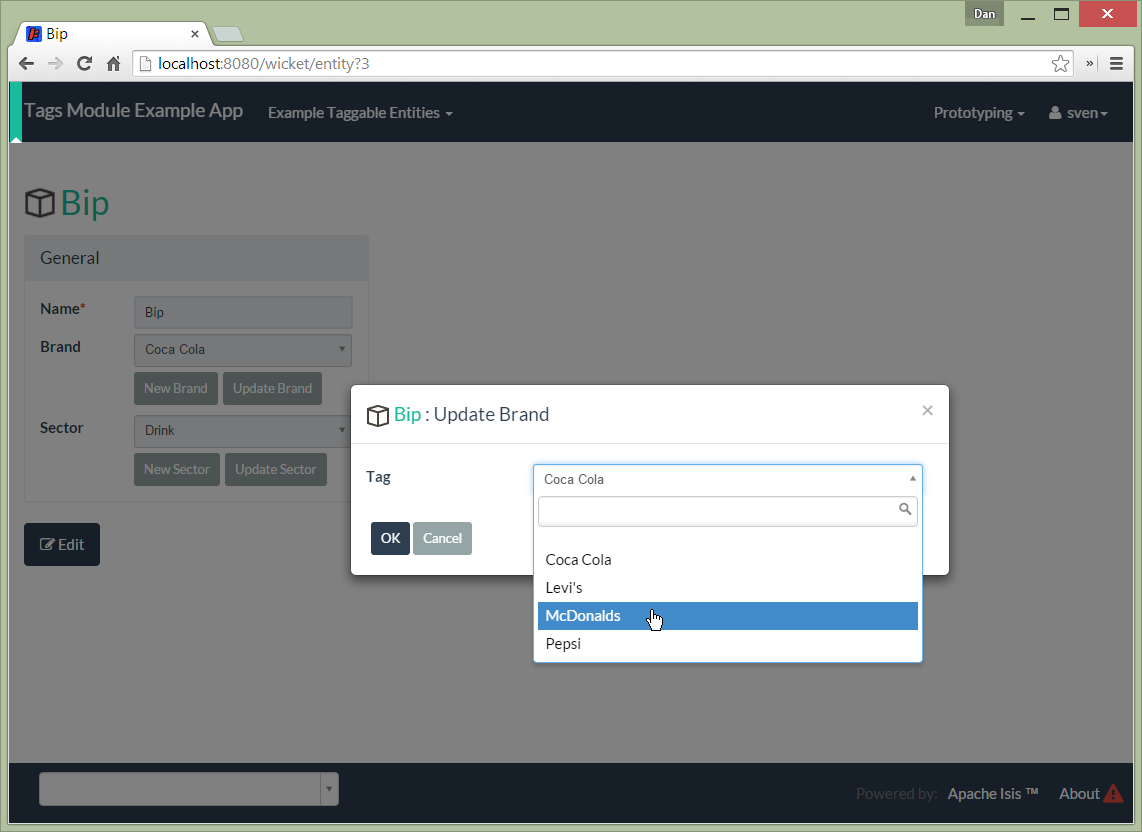 Dan
Bip
localhost:8080/wicket/entity?3
Tags Module Example App Example Taggable Entities Prototyping sven
Bip
General
Name* Bip
Brand Coca Cola
New Brand Update Brand
Sector Drink
New Sector Update Sector
Edit
Bip : Update Brand
Tag Coca Cola
OK Cancel
Coca Cola
Levi's
McDonalds
Pepsi
Powered by: Apache Isis ™ About